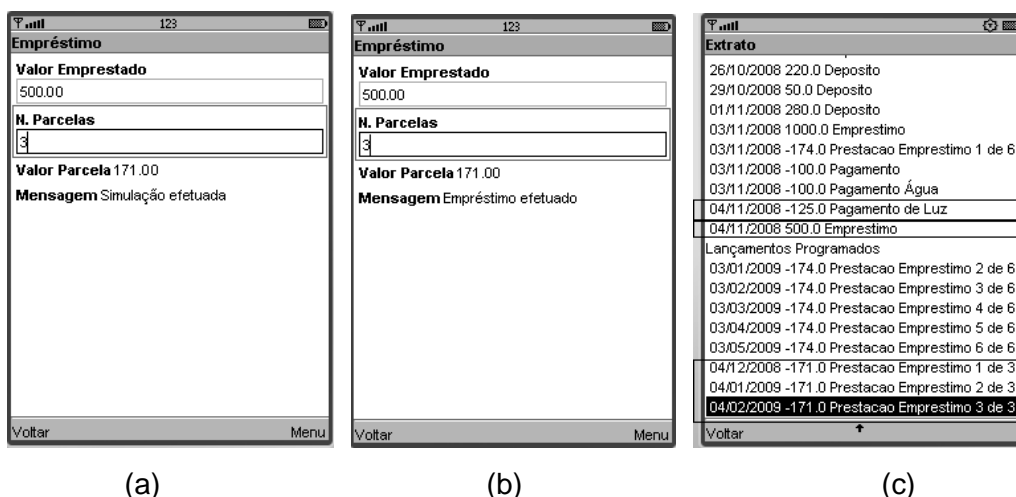 123
Empréstimo
Valor Emprestado
500.00
N. Parcelas
3
Valor Parcela 171.00
Mensagem Simulação efetuada
Voltar Menu
(a)
123
Empréstimo
Valor Emprestado
500.00
N. Parcelas
3
Valor Parcela 171.00
Mensagem Empréstimo efetuado
Voltar Menu
(b)
Extrato
26/10/2008 220.0 Deposito
29/10/2008 50.0 Deposito
01/11/2008 280.0 Deposito
03/11/2008 1000.0 Emprestimo
03/11/2008 -174.0 Prestacao Emprestimo 1 de 6
03/11/2008 -100.0 Pagamento
03/11/2008 -100.0 Pagamento Água
04/11/2008 -125.0 Pagamento de Luz
04/11/2008 500.0 Emprestimo
Lançamentos Programados
03/01/2009 -174.0 Prestacao Emprestimo 2 de 6
03/02/2009 -174.0 Prestacao Emprestimo 3 de 6
03/03/2009 -174.0 Prestacao Emprestimo 4 de 6
03/04/2009 -174.0 Prestacao Emprestimo 5 de 6
03/05/2009 -174.0 Prestacao Emprestimo 6 de 6
04/12/2008 -171.0 Prestacao Emprestimo 1 de 3
04/01/2009 -171.0 Prestacao Emprestimo 2 de 3
04/02/2009 -171.0 Prestacao Emprestimo 3 de 3
Voltar
(c)